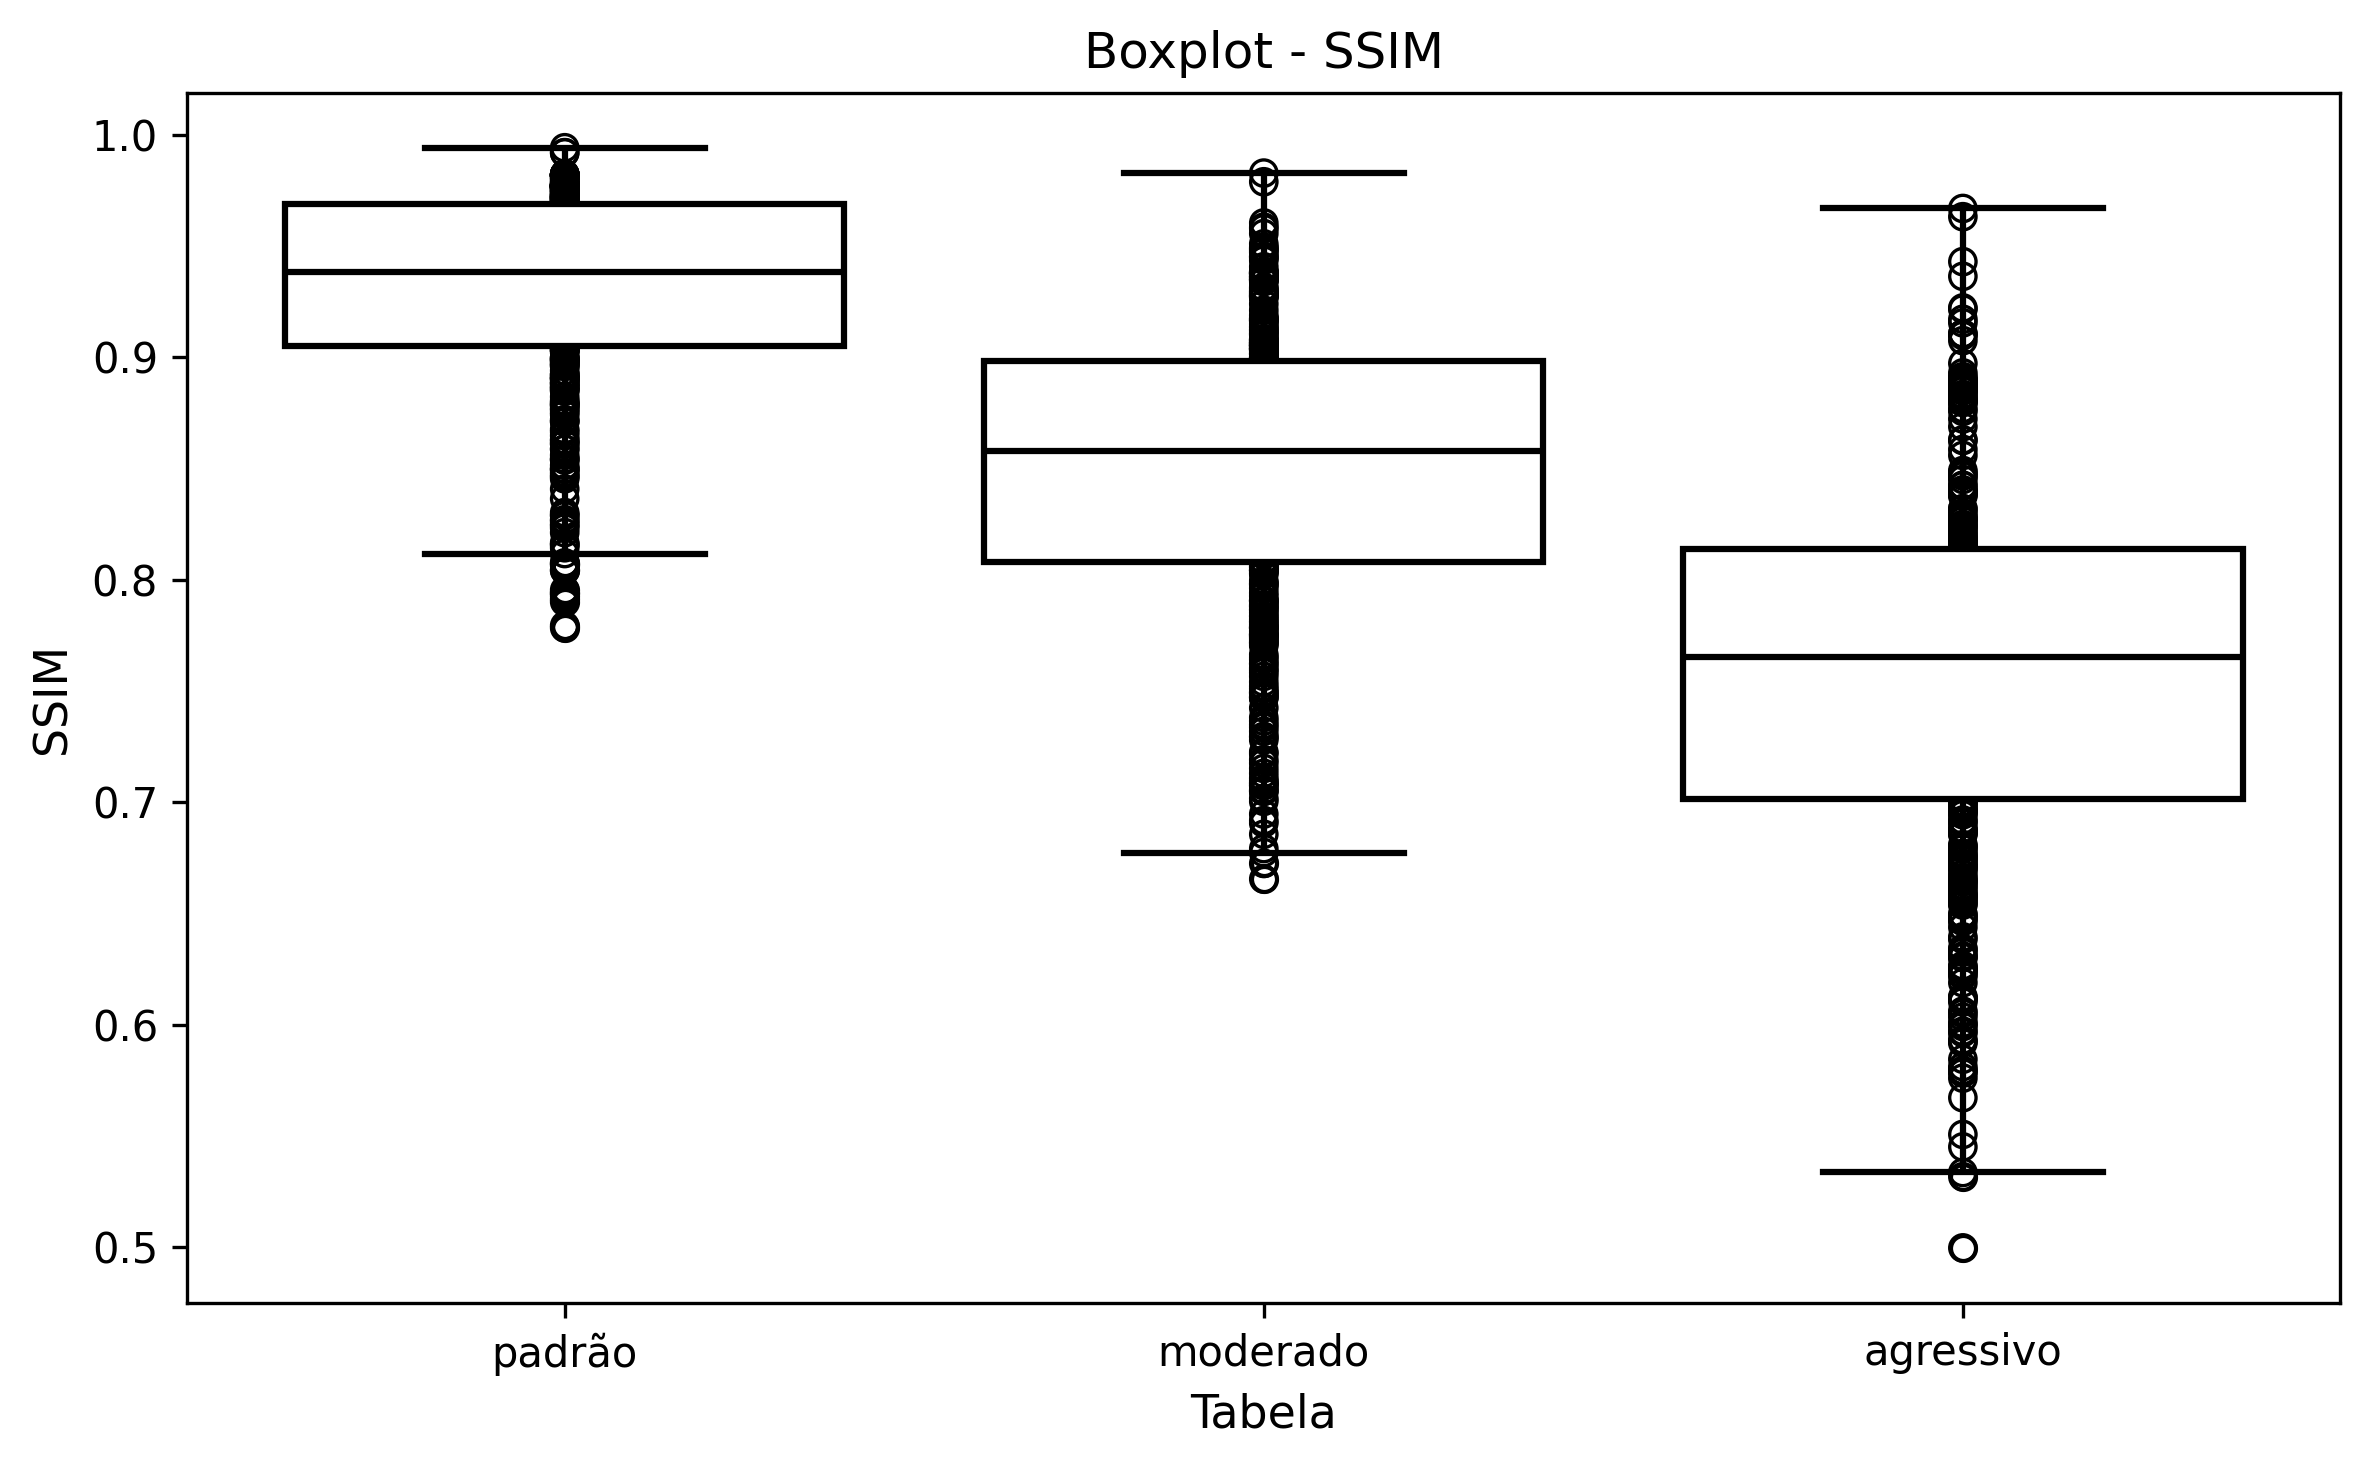 Boxplot - SSIM
1.0
0.9
0.8
0.7
0.6
0.5
SSIM
padrão
moderado
agressivo
Tabela